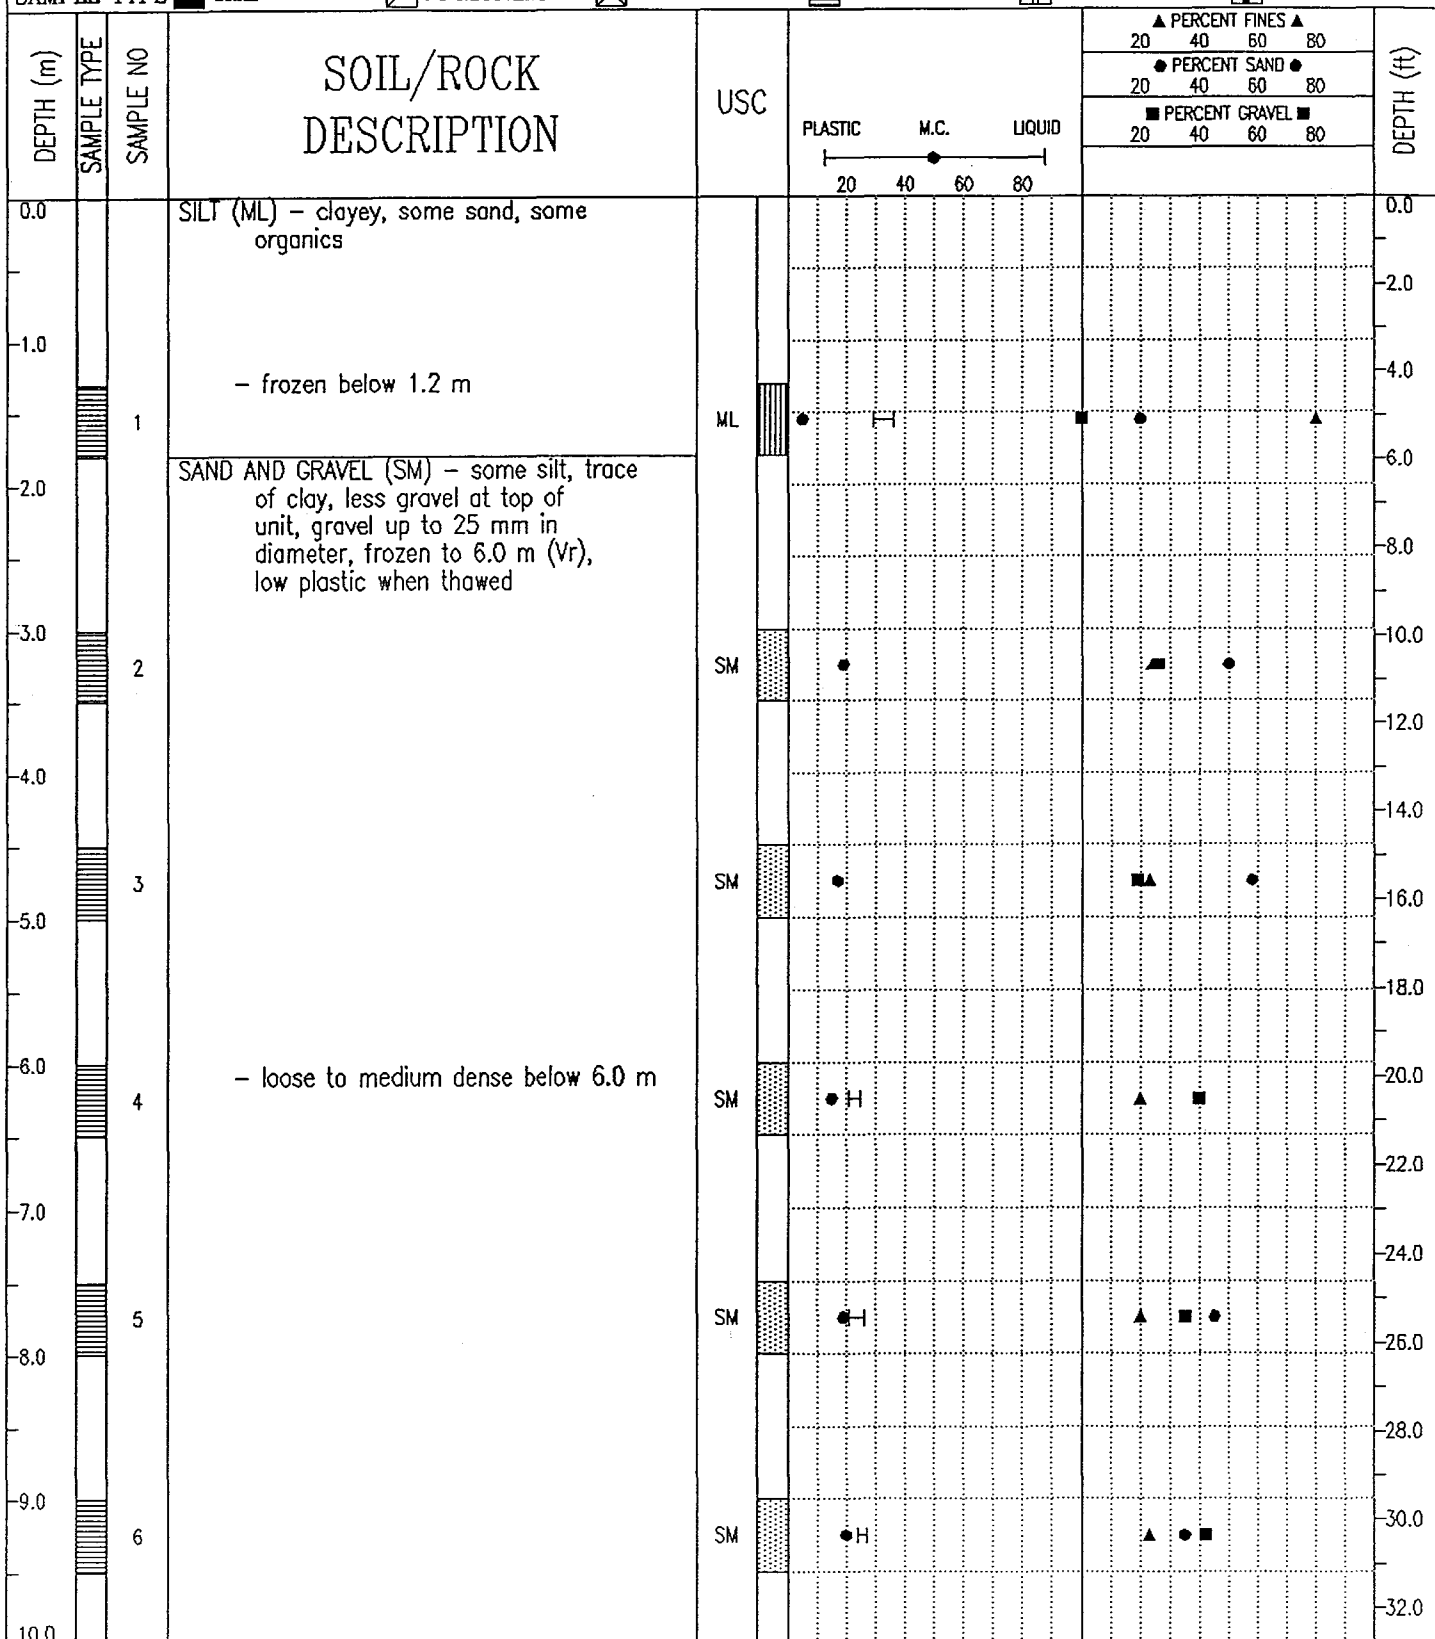 ▲ PERCENT FINES ▲
20 40 60 80
● PERCENT SAND ●
20 40 60 80
■ PERCENT GRAVEL ■
20 40 60 80
DEPTH (m)
SAMPLE TYPE
SAMPLE NO
SOIL/ROCK
DESCRIPTION
USC
PLASTIC M.C. LIQUID
20 40 60 80
DEPTH (ft)
0.0
SILT (ML) – clayey, some sand, some
organics
0.0
2.0
1.0
4.0
– frozen below 1.2 m
1
ML
6.0
SAND AND GRAVEL (SM) – some silt, trace
of clay, less gravel at top of
unit, gravel up to 25 mm in
diameter, frozen to 6.0 m (Vr),
low plastic when thawed
2.0
8.0
3.0
10.0
2
SM
12.0
4.0
14.0
3
SM
16.0
5.0
18.0
6.0
– loose to medium dense below 6.0 m
20.0
4
SM
22.0
7.0
24.0
5
SM
26.0
8.0
28.0
9.0
30.0
6
SM
32.0
10.0